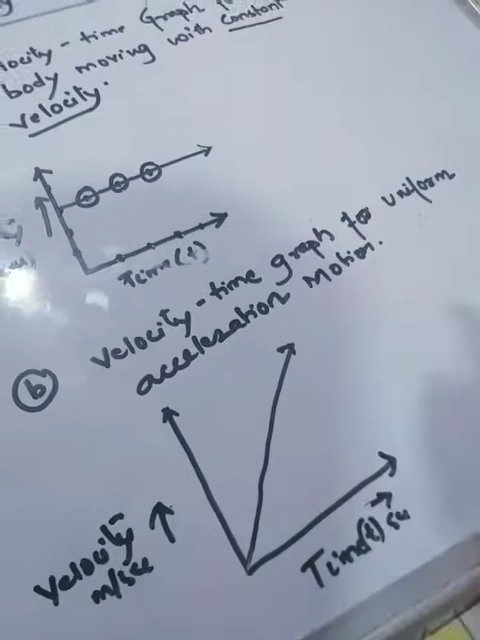 locity-time Graph
body moving with constant
velocity.
Time(t)
b
Velocity-time graph for uniform
acceleration Motion.
Velocity
m/sec
Time(t)